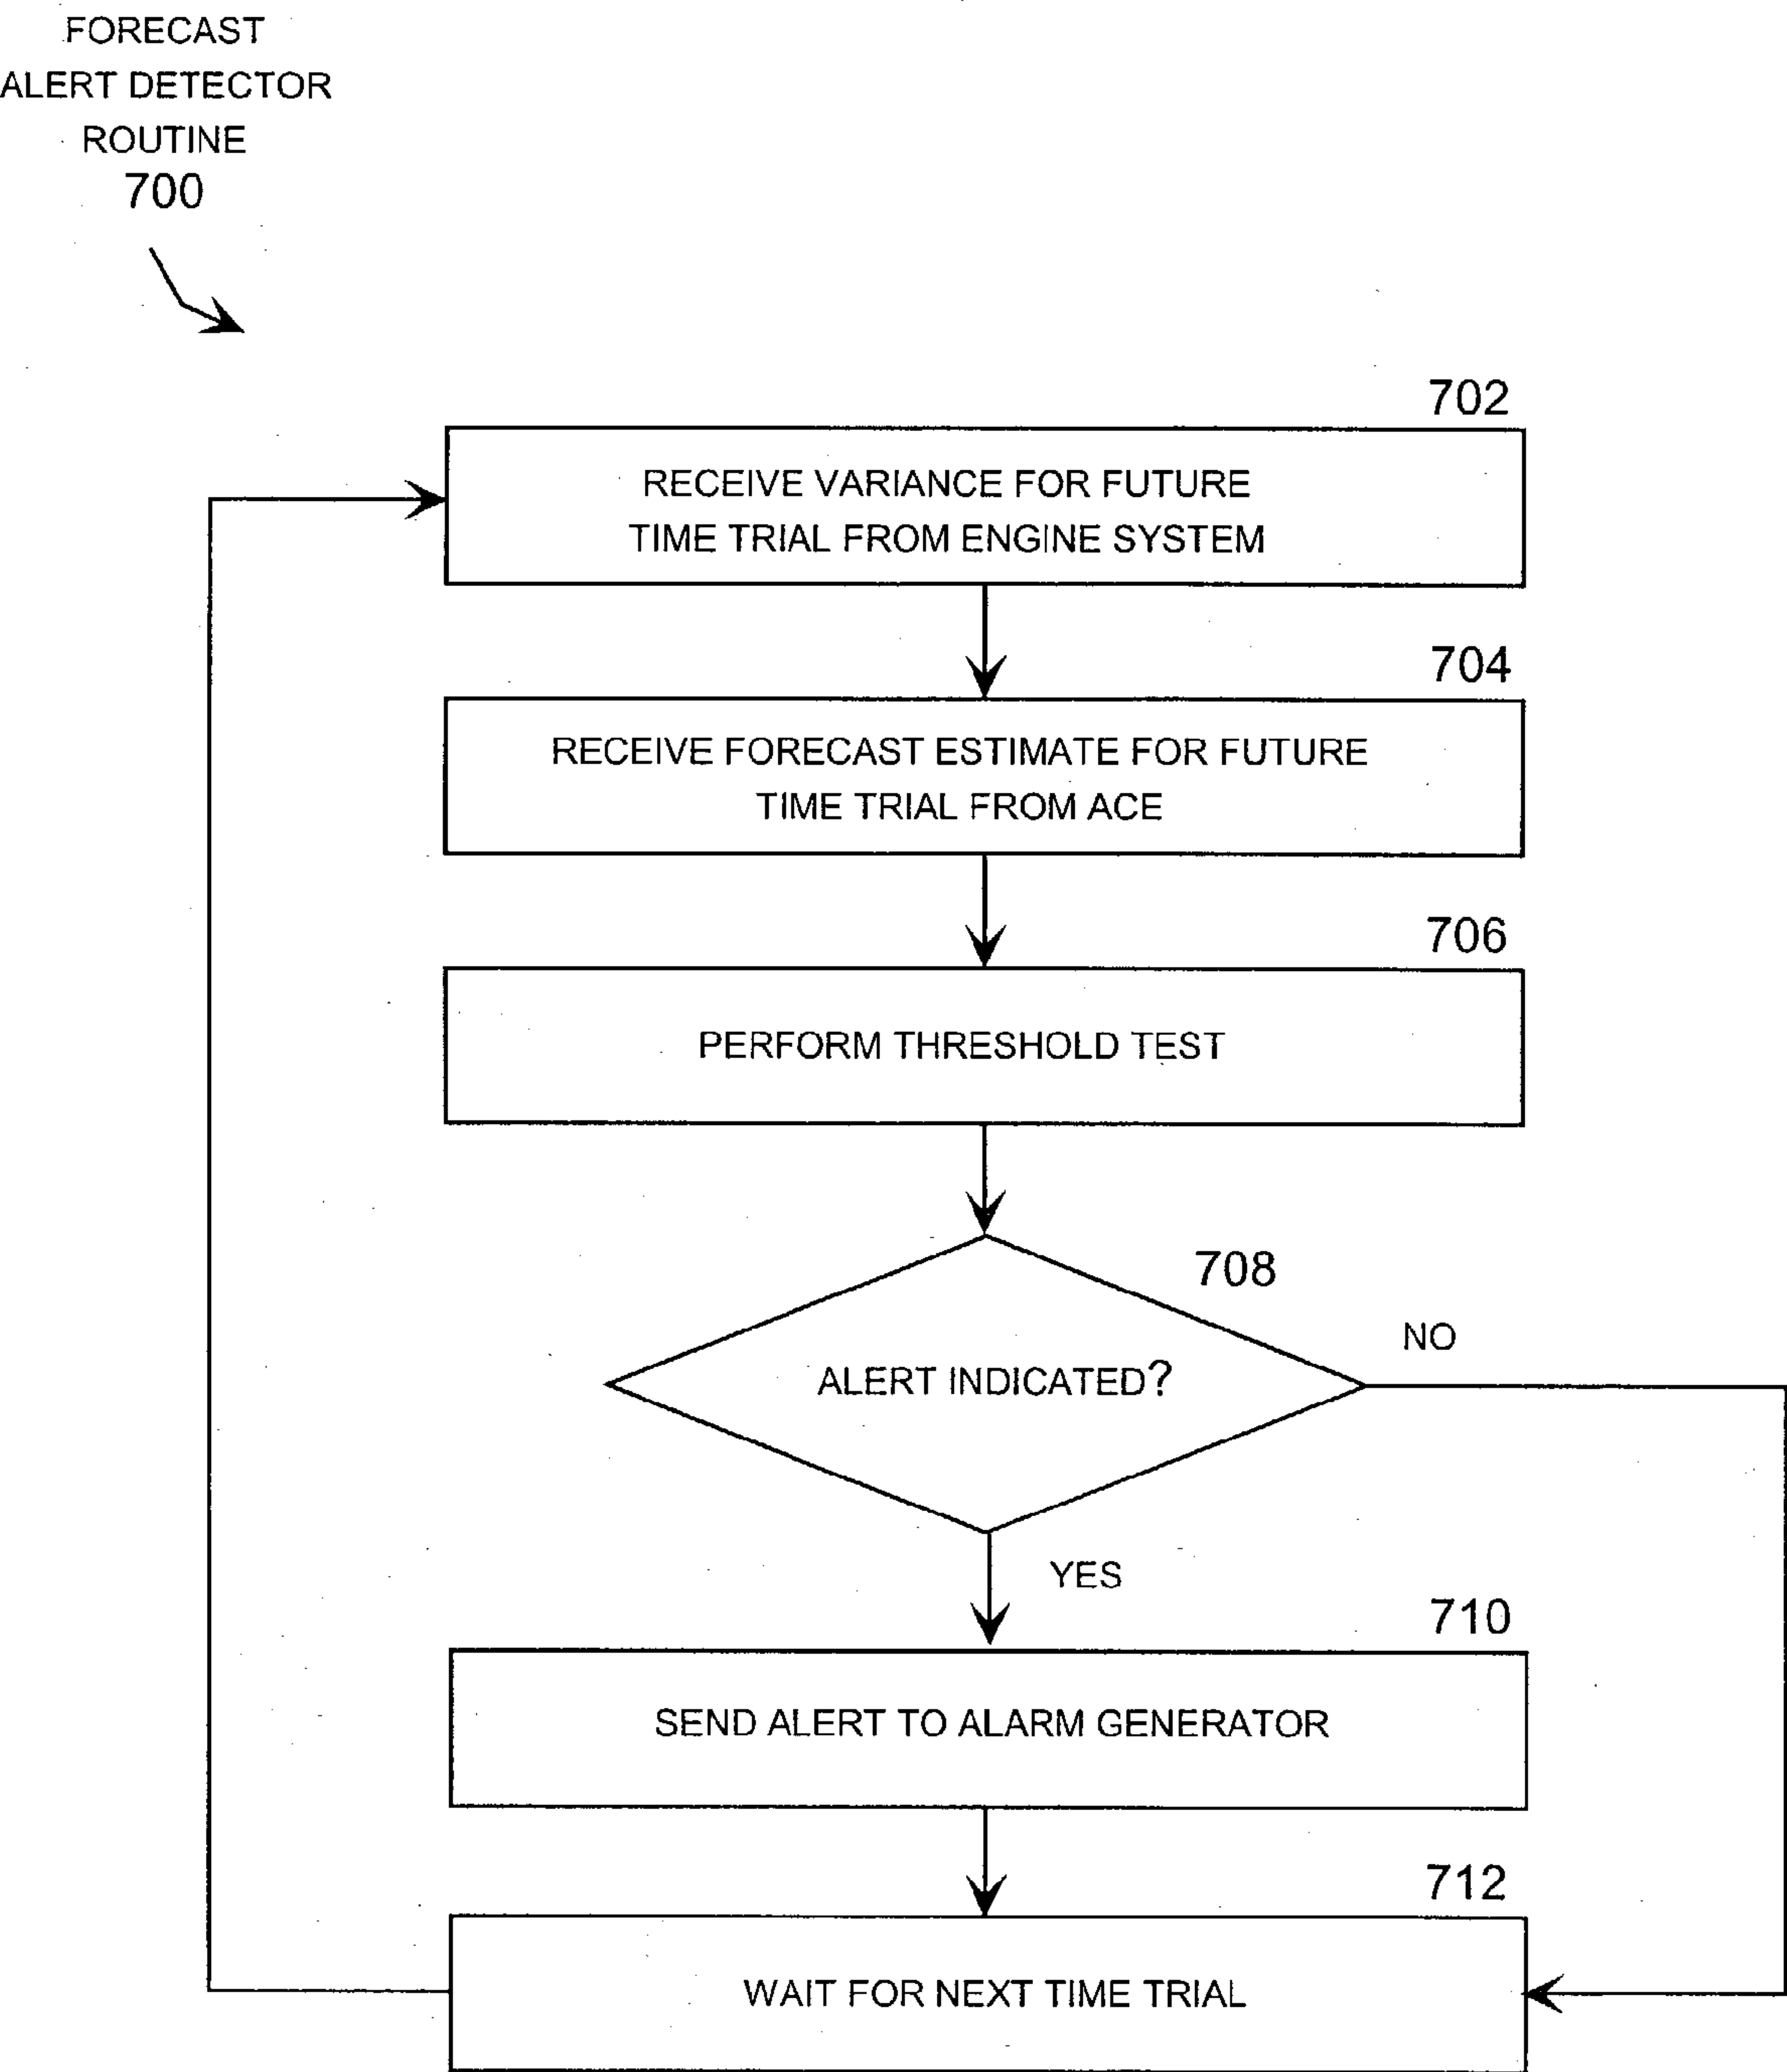 FORECAST
ALERT DETECTOR
ROUTINE
700
702
RECEIVE VARIANCE FOR FUTURE
TIME TRIAL FROM ENGINE SYSTEM
704
RECEIVE FORECAST ESTIMATE FOR FUTURE
TIME TRIAL FROM ACE
706
PERFORM THRESHOLD TEST
708
ALERT INDICATED?
NO
YES
710
SEND ALERT TO ALARM GENERATOR
712
WAIT FOR NEXT TIME TRIAL